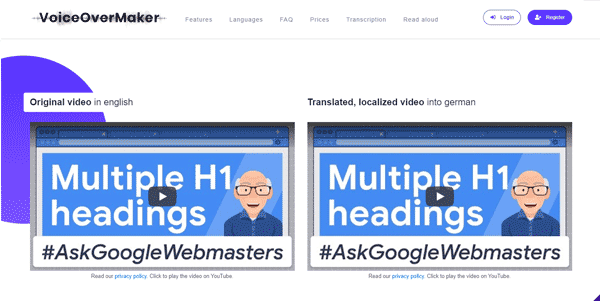 VoiceOverMaker
Features
Languages
FAQ
Prices
Transcription
Read aloud
Login
Register
Original video in english
Translated, localized video into german
Multiple H1
headings
#AskGoogleWebmasters
Multiple H1
headings
#AskGoogleWebmasters
Read our privacy policy. Click to play the video on YouTube.
Read our privacy policy. Click to play the video on YouTube.